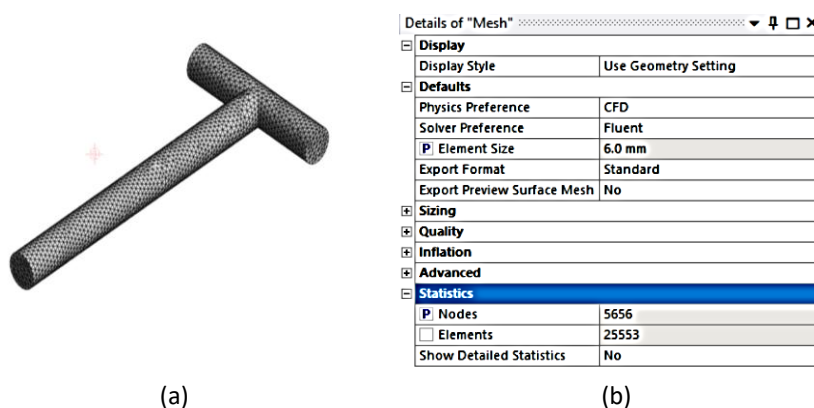 Details of "Mesh"
Display
Display Style Use Geometry Setting
Defaults
Physics Preference CFD
Solver Preference Fluent
P Element Size 6.0 mm
Export Format Standard
Export Preview Surface Mesh No
Sizing
Quality
Inflation
Advanced
Statistics
P Nodes 5656
Elements 25553
Show Detailed Statistics No
(a) (b)